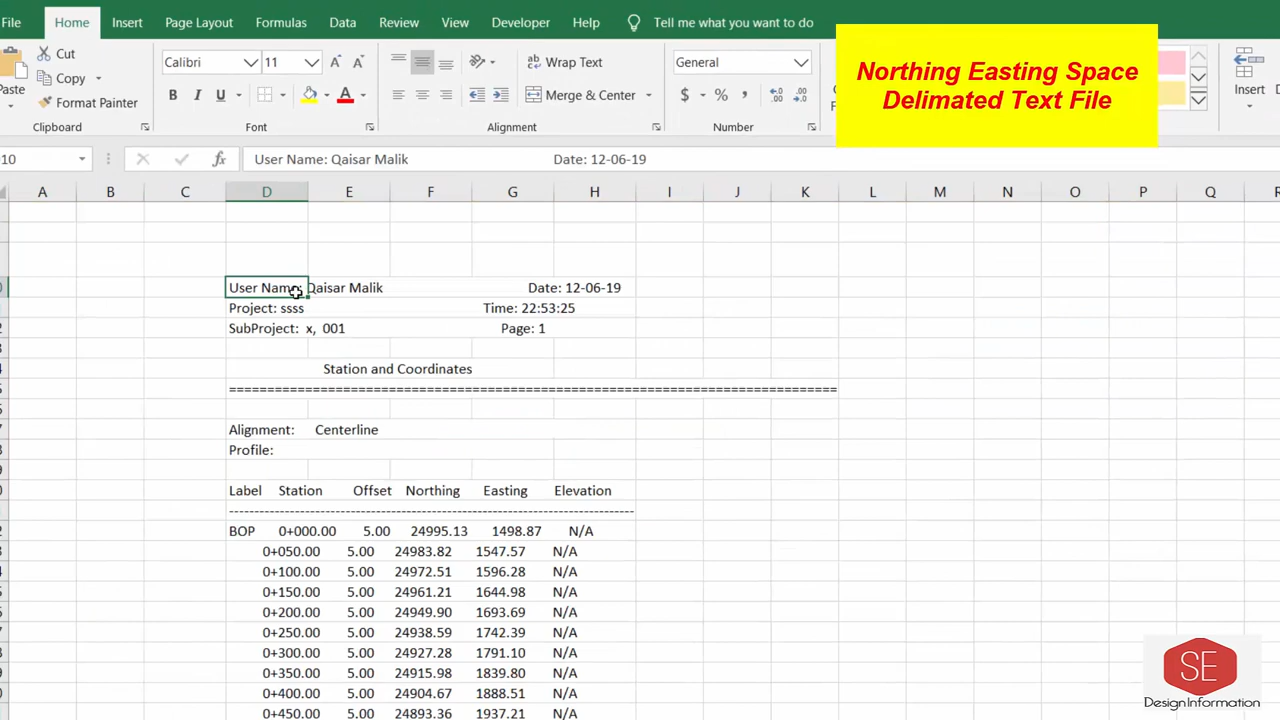 File Home Insert Page Layout Formulas Data Review View Developer Help Tell me what you want to do
Cut
Copy
Format Painter
Paste
Clipboard
Calibri 11
B I U
Font
Wrap Text
Merge & Center
Alignment
General
$ % ,
Number
Insert
Northing Easting Space
Delimated Text File
User Name: Qaisar Malik Date: 12-06-19
A B C D E F G H I J K L M N O P Q R
User Name: Qaisar Malik Date: 12-06-19
Project: ssss Time: 22:53:25
SubProject: x, 001 Page: 1
Station and Coordinates
===============================================================================
Alignment: Centerline
Profile:
Label Station Offset Northing Easting Elevation
-------------------------------------------------------------------------------
BOP 0+000.00 5.00 24995.13 1498.87 N/A
0+050.00 5.00 24983.82 1547.57 N/A
0+100.00 5.00 24972.51 1596.28 N/A
0+150.00 5.00 24961.21 1644.98 N/A
0+200.00 5.00 24949.90 1693.69 N/A
0+250.00 5.00 24938.59 1742.39 N/A
0+300.00 5.00 24927.28 1791.10 N/A
0+350.00 5.00 24915.98 1839.80 N/A
0+400.00 5.00 24904.67 1888.51 N/A
0+450.00 5.00 24893.36 1937.21 N/A
SE
Design Information